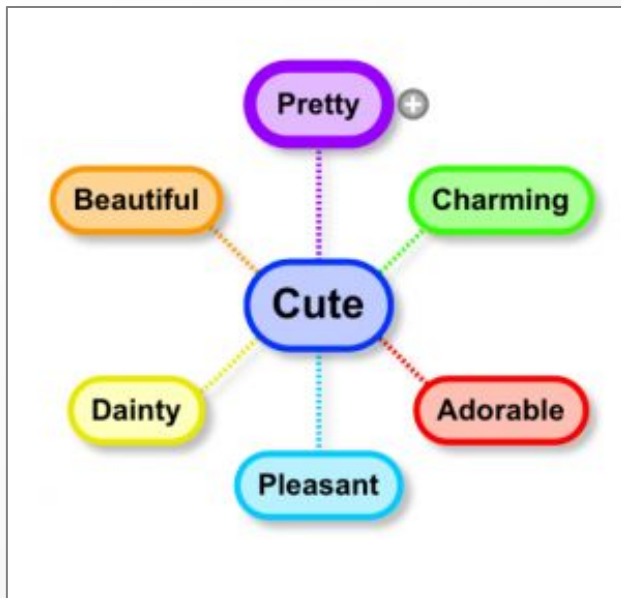 Pretty
Beautiful
Charming
Cute
Dainty
Adorable
Pleasant